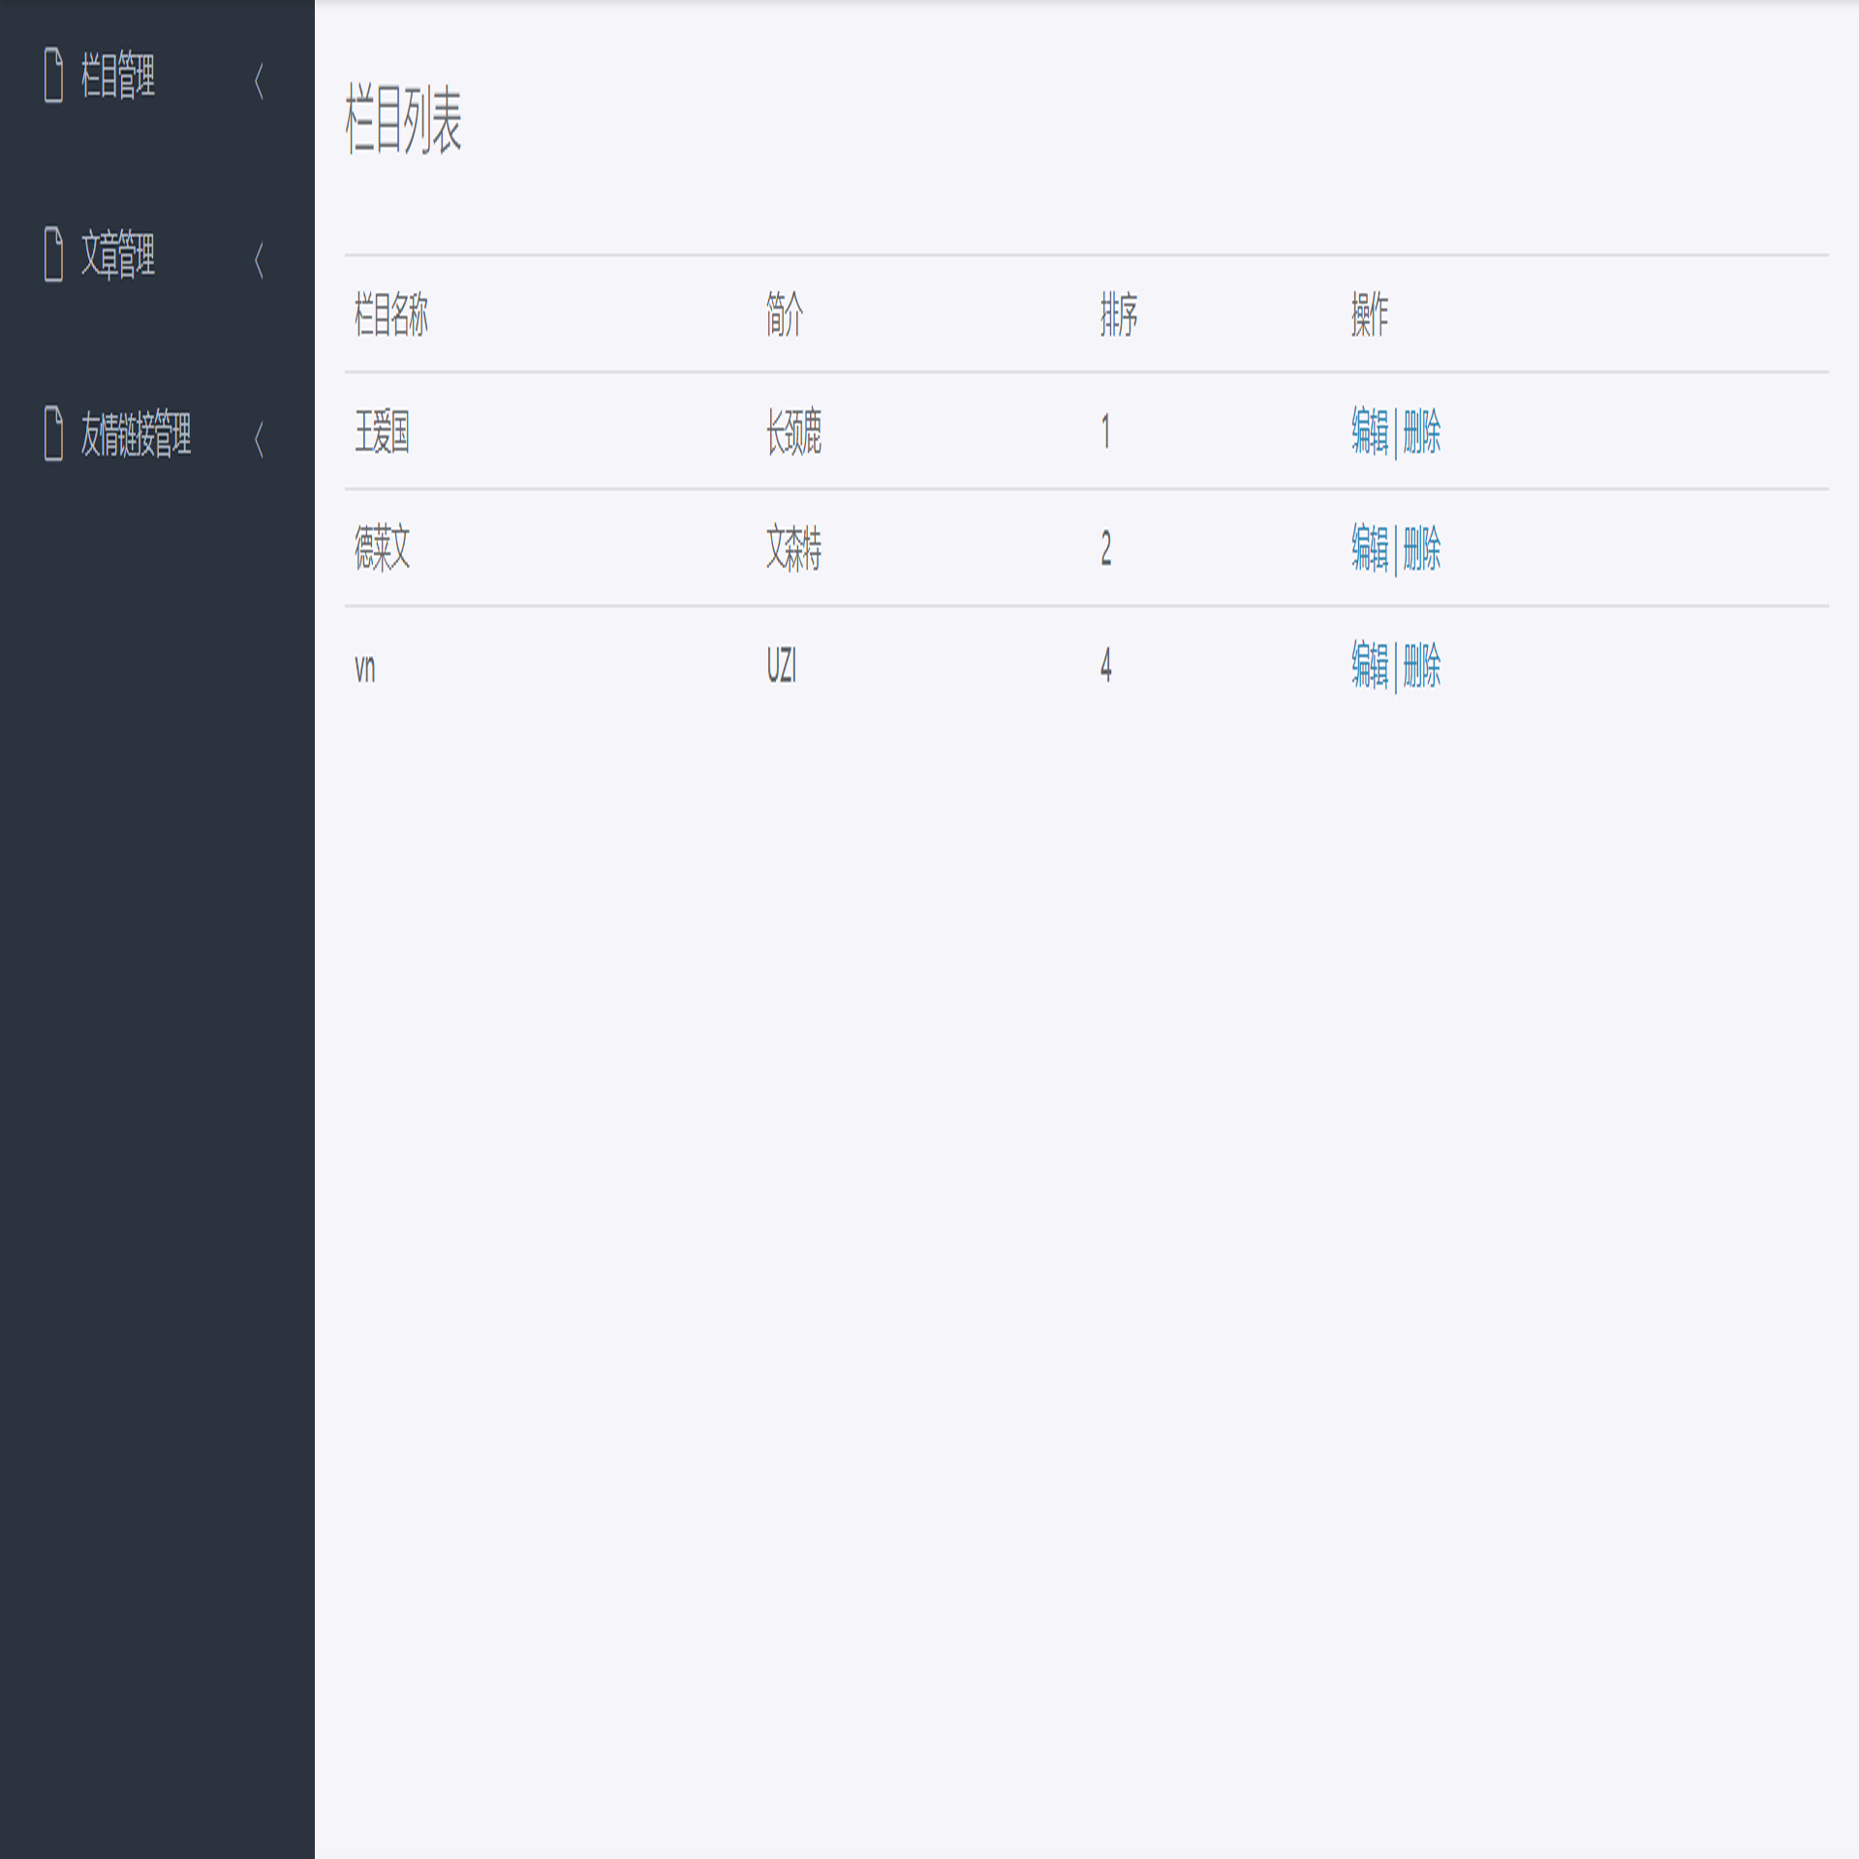 栏目管理
文章管理
友情链接管理
栏目列表
栏目名称 简介 排序 操作
王爱国 长颈鹿 1 编辑 | 删除
德莱文 文森特 2 编辑 | 删除
vn UZI 4 编辑 | 删除